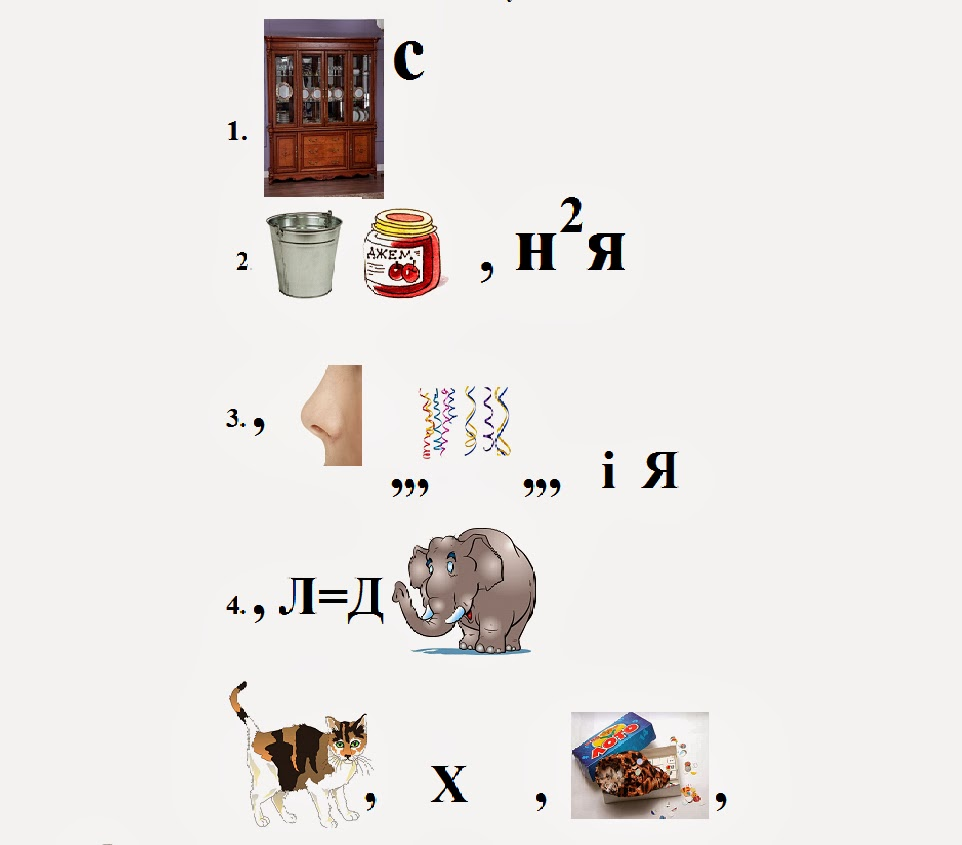 с
1.
ДЖЕМ
2 , н²я
3. ,
,,, ,,, і Я
4. , Л=Д
ЛОТО
, Х , ,